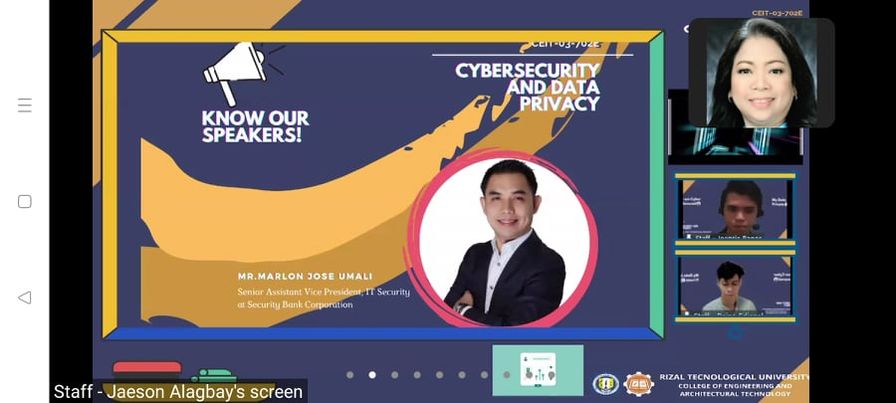 CEIT-03-702E
CEIT-03-702E
CYBERSECURITY
AND DATA
PRIVACY
KNOW OUR
SPEAKERS!
MR.MARLON JOSE UMALI
Senior Assistant Vice President, IT Security
at Security Bank Corporation
RIZAL TECNOLOGICAL UNIVERSITY
COLLEGE OF ENGINEERING AND
ARCHITECTURAL TECHNOLOGY
Staff - Jaeson Alagbay's screen